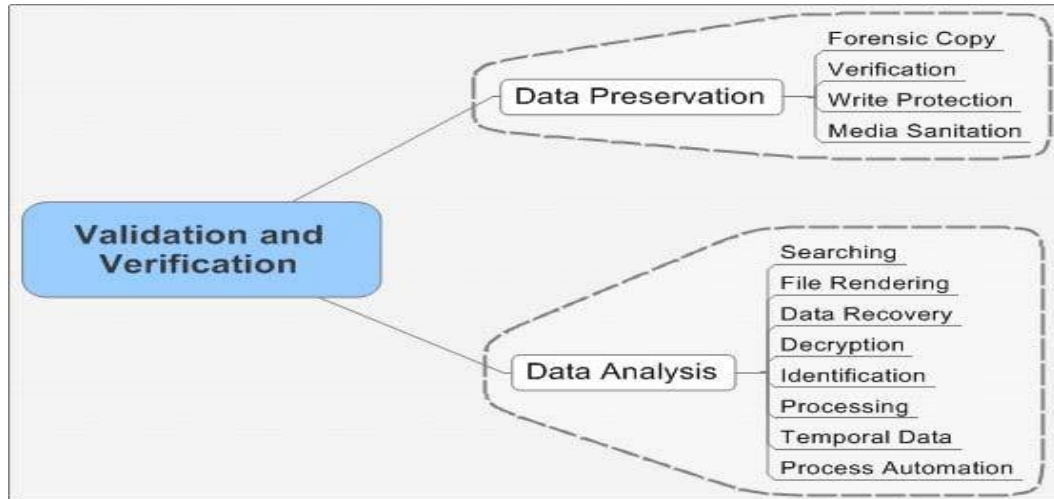 Validation and
Verification
Data Preservation
Forensic Copy
Verification
Write Protection
Media Sanitation
Data Analysis
Searching
File Rendering
Data Recovery
Decryption
Identification
Processing
Temporal Data
Process Automation